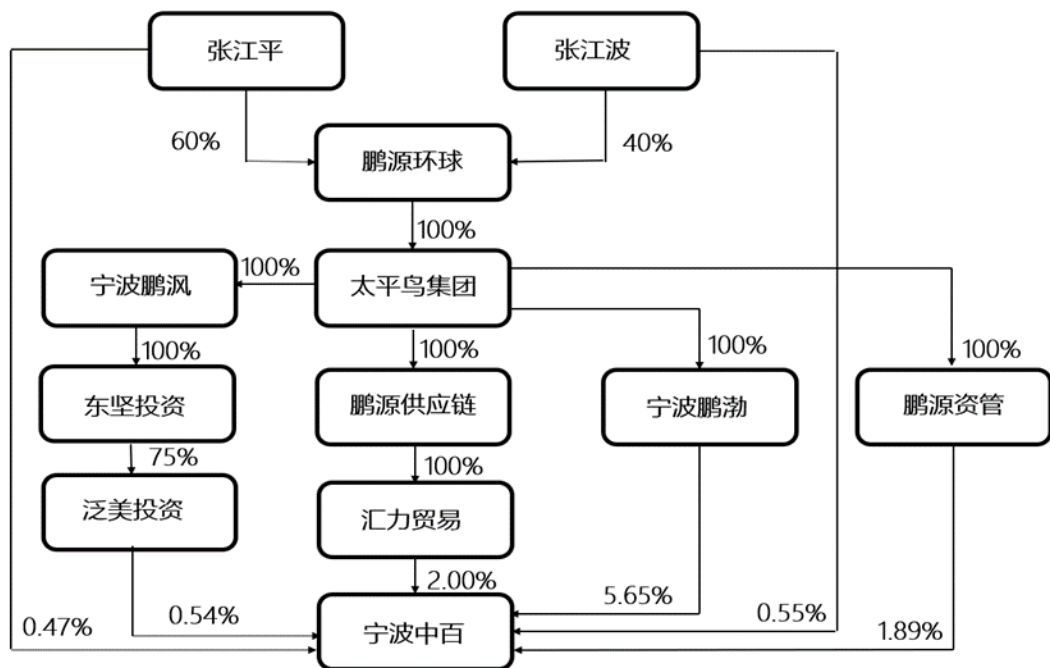 张江平
张江波
60%
40%
鹏源环球
100%
宁波鹏沨
100%
太平鸟集团
100%
100%
100%
100%
东坚投资
鹏源供应链
宁波鹏渤
鹏源资管
75%
100%
泛美投资
汇力贸易
2.00%
0.47%
0.54%
宁波中百
5.65%
0.55%
1.89%